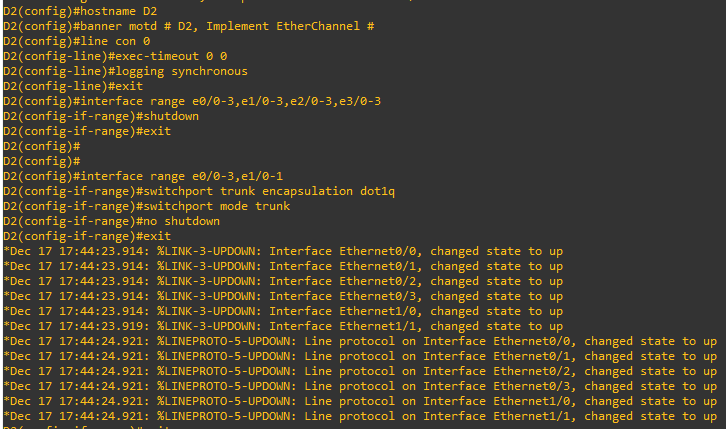 D2(config)#hostname D2
D2(config)#banner motd # D2, Implement EtherChannel #
D2(config)#line con 0
D2(config-line)#exec-timeout 0 0
D2(config-line)#logging synchronous
D2(config-line)#exit
D2(config)#interface range e0/0-3,e1/0-3,e2/0-3,e3/0-3
D2(config-if-range)#shutdown
D2(config-if-range)#exit
D2(config)#
D2(config)#
D2(config)#interface range e0/0-3,e1/0-1
D2(config-if-range)#switchport trunk encapsulation dot1q
D2(config-if-range)#switchport mode trunk
D2(config-if-range)#no shutdown
D2(config-if-range)#exit
*Dec 17 17:44:23.914: %LINK-3-UPDOWN: Interface Ethernet0/0, changed state to up
*Dec 17 17:44:23.914: %LINK-3-UPDOWN: Interface Ethernet0/1, changed state to up
*Dec 17 17:44:23.914: %LINK-3-UPDOWN: Interface Ethernet0/2, changed state to up
*Dec 17 17:44:23.914: %LINK-3-UPDOWN: Interface Ethernet0/3, changed state to up
*Dec 17 17:44:23.914: %LINK-3-UPDOWN: Interface Ethernet1/0, changed state to up
*Dec 17 17:44:23.919: %LINK-3-UPDOWN: Interface Ethernet1/1, changed state to up
*Dec 17 17:44:24.921: %LINEPROTO-5-UPDOWN: Line protocol on Interface Ethernet0/0, changed state to up
*Dec 17 17:44:24.921: %LINEPROTO-5-UPDOWN: Line protocol on Interface Ethernet0/1, changed state to up
*Dec 17 17:44:24.921: %LINEPROTO-5-UPDOWN: Line protocol on Interface Ethernet0/2, changed state to up
*Dec 17 17:44:24.921: %LINEPROTO-5-UPDOWN: Line protocol on Interface Ethernet0/3, changed state to up
*Dec 17 17:44:24.921: %LINEPROTO-5-UPDOWN: Line protocol on Interface Ethernet1/0, changed state to up
*Dec 17 17:44:24.921: %LINEPROTO-5-UPDOWN: Line protocol on Interface Ethernet1/1, changed state to up